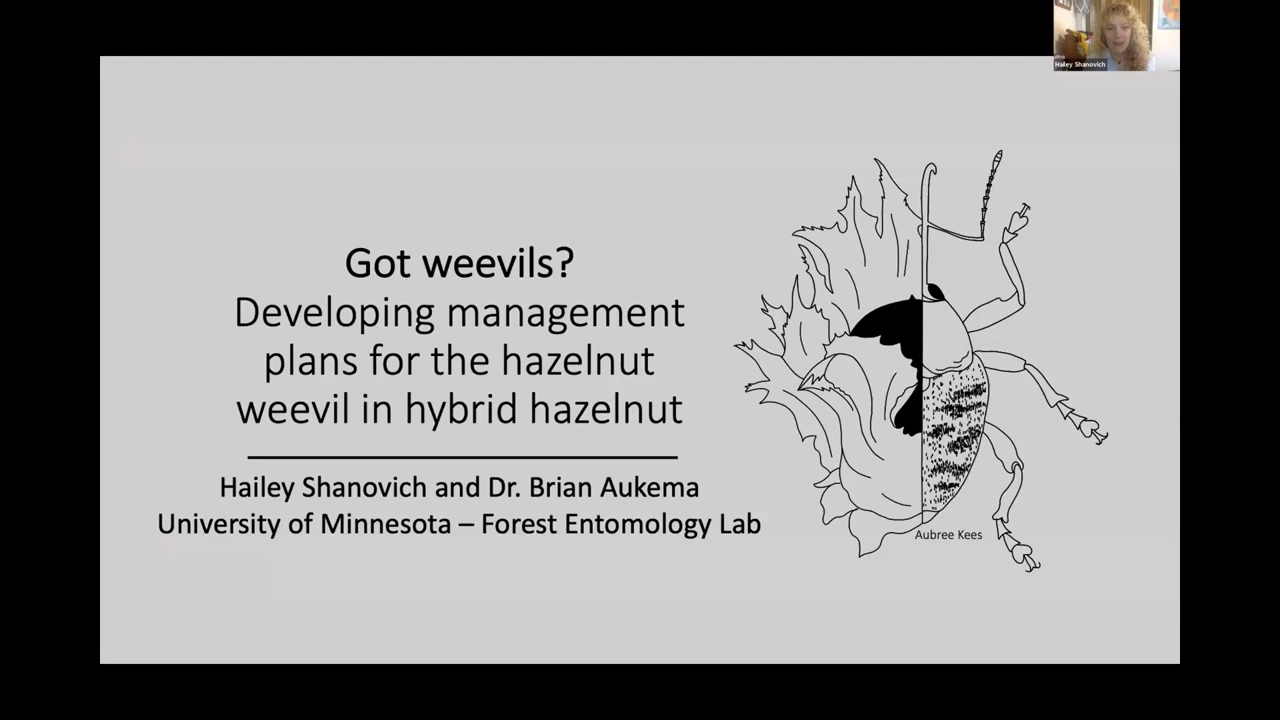 Hailey Shanovich
Got weevils?
Developing management
plans for the hazelnut
weevil in hybrid hazelnut
Hailey Shanovich and Dr. Brian Aukema
University of Minnesota – Forest Entomology Lab
Aubree Kees